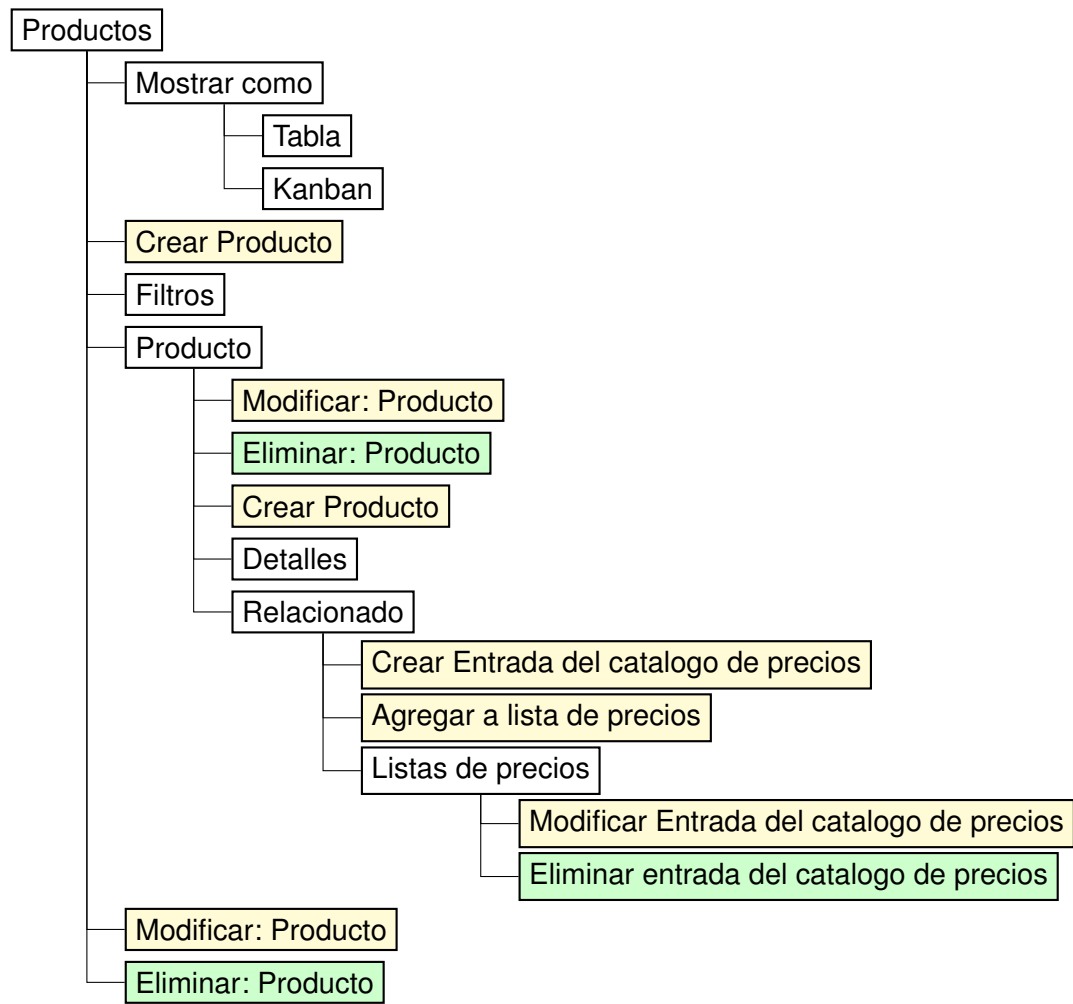 Productos
Mostrar como
Tabla
Kanban
Crear Producto
Filtros
Producto
Modificar: Producto
Eliminar: Producto
Crear Producto
Detalles
Relacionado
Crear Entrada del catalogo de precios
Agregar a lista de precios
Listas de precios
Modificar Entrada del catalogo de precios
Eliminar entrada del catalogo de precios
Modificar: Producto
Eliminar: Producto